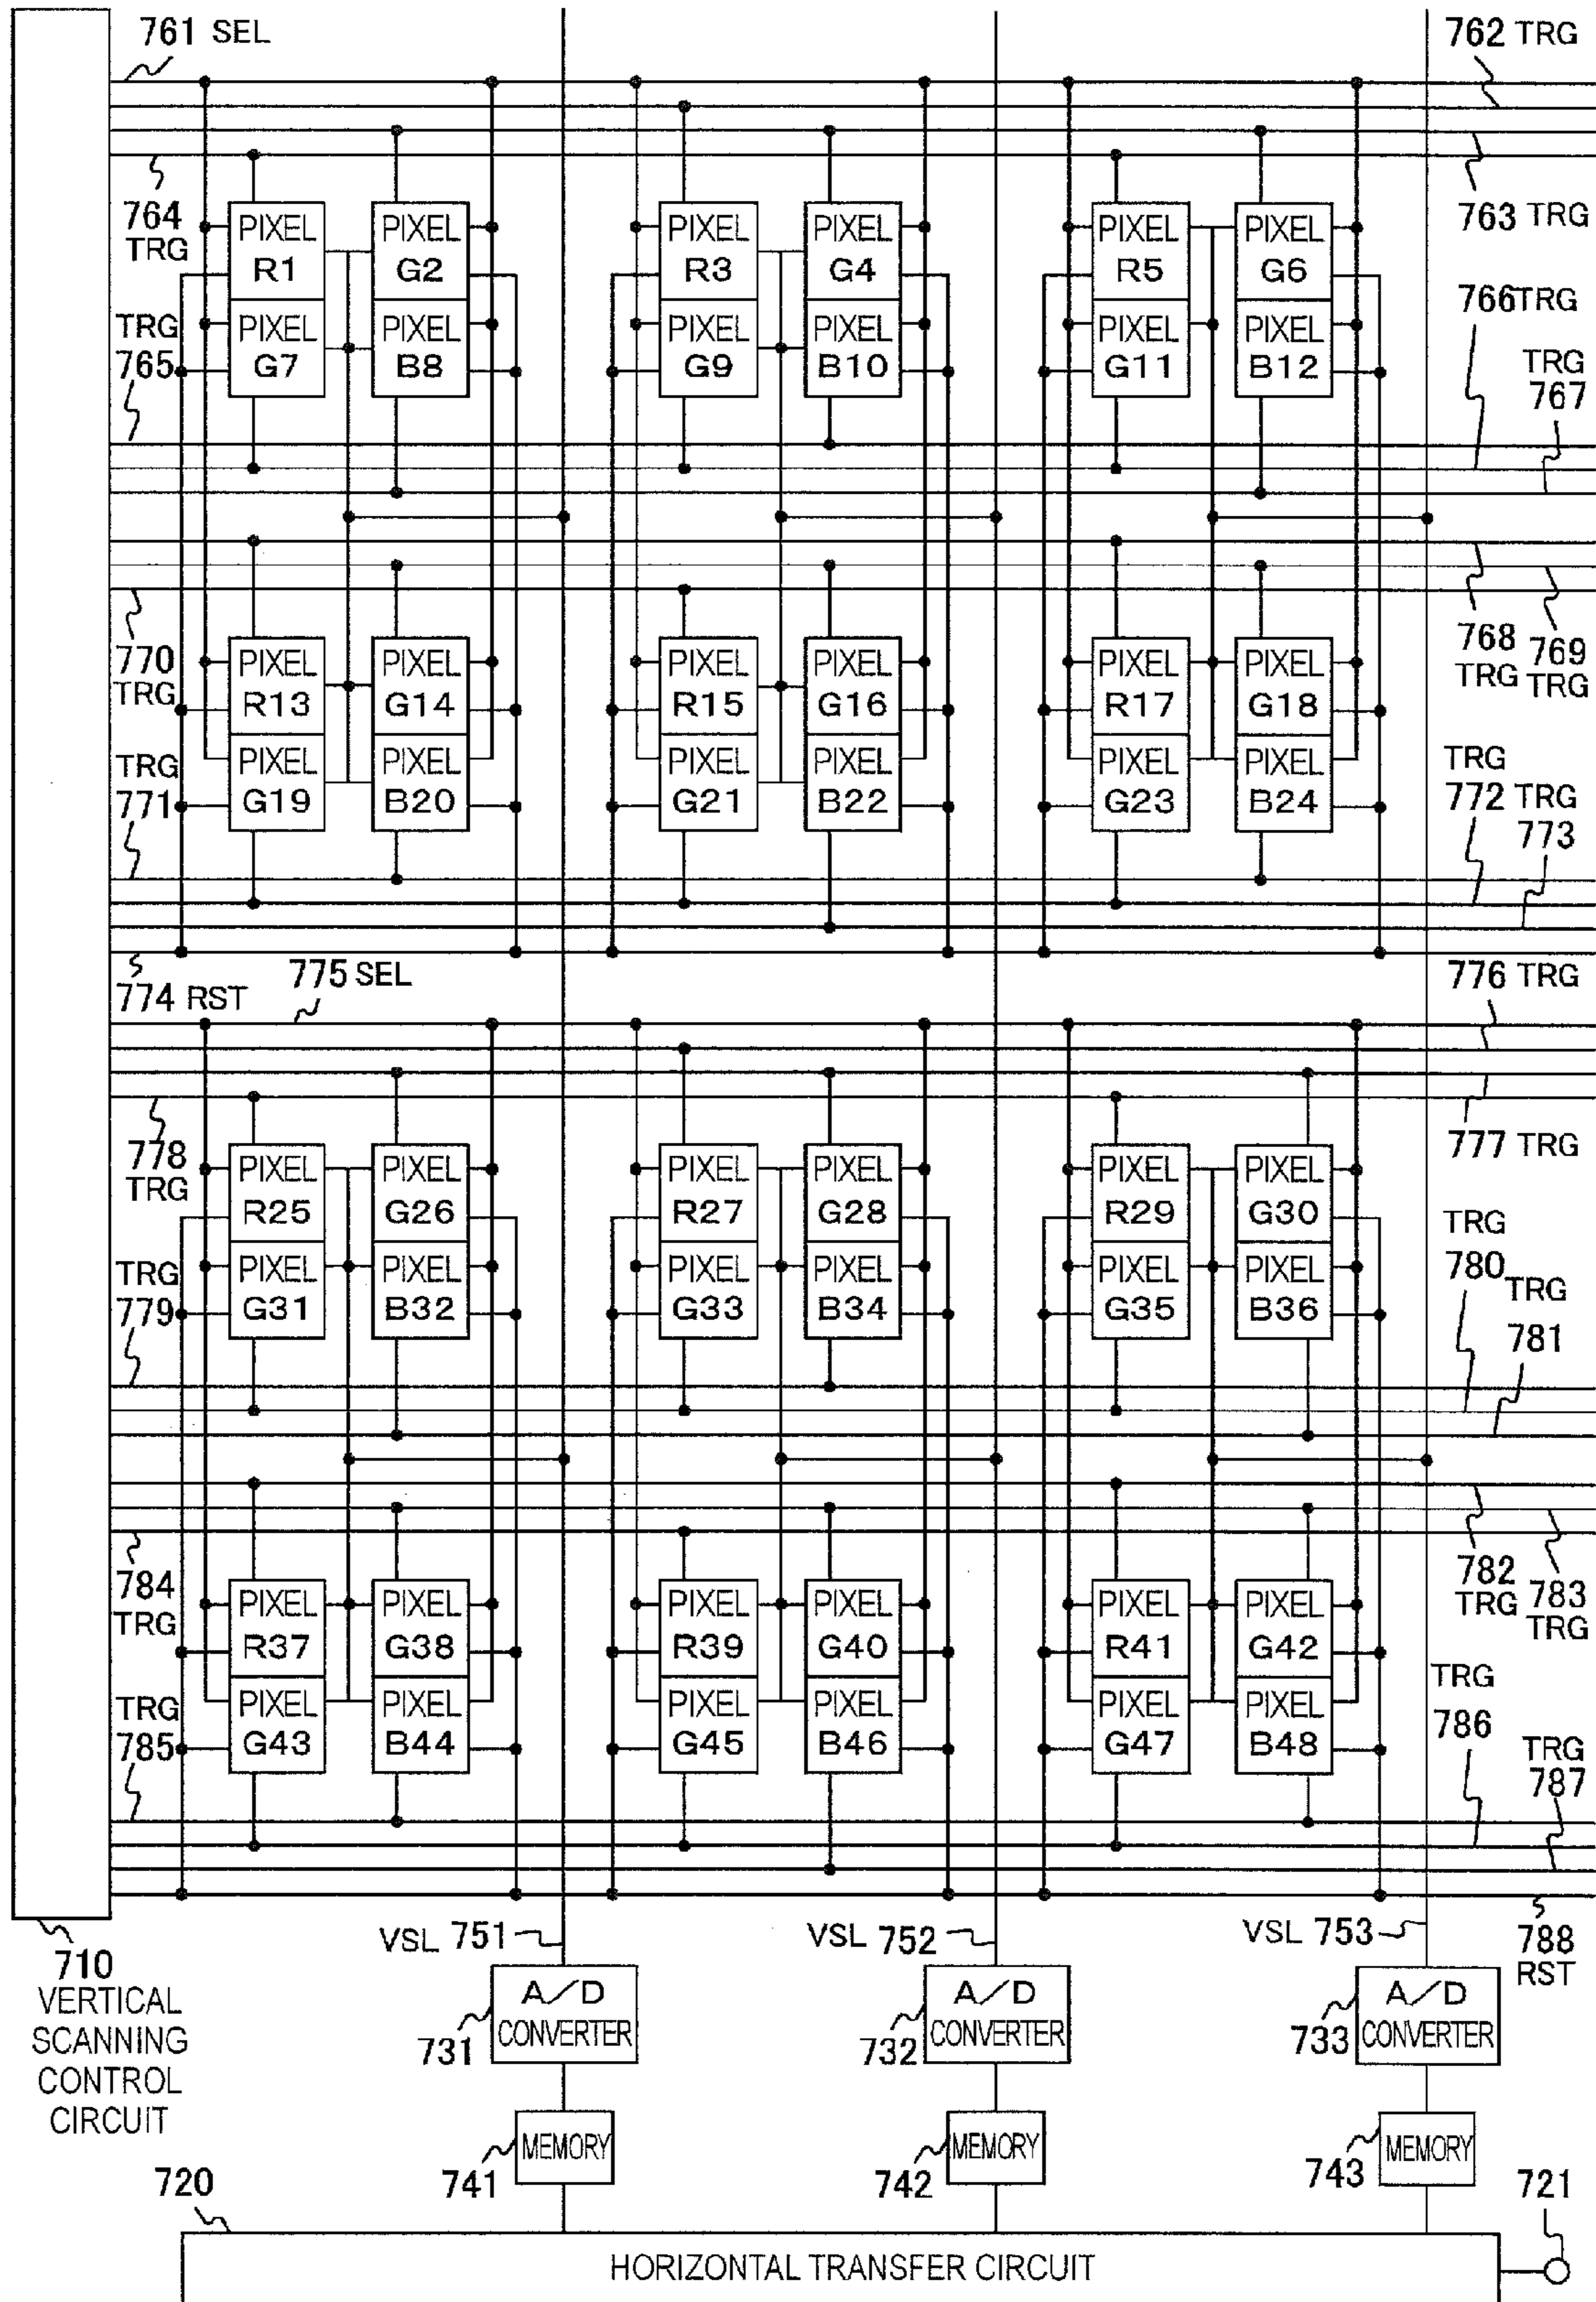 761 SEL
762 TRG
764
TRG
763 TRG
PIXEL R1
PIXEL G2
PIXEL R3
PIXEL G4
PIXEL R5
PIXEL G6
TRG
765
766TRG
TRG
767
PIXEL G7
PIXEL B8
PIXEL G9
PIXEL B10
PIXEL G11
PIXEL B12
770
TRG
768
TRG
769
TRG
PIXEL R13
PIXEL G14
PIXEL R15
PIXEL G16
PIXEL R17
PIXEL G18
TRG
771
TRG
772 TRG
773
PIXEL G19
PIXEL B20
PIXEL G21
PIXEL B22
PIXEL G23
PIXEL B24
774 RST
775 SEL
776 TRG
778
TRG
777 TRG
PIXEL R25
PIXEL G26
PIXEL R27
PIXEL G28
PIXEL R29
PIXEL G30
TRG
779
TRG
780
TRG
781
PIXEL G31
PIXEL B32
PIXEL G33
PIXEL B34
PIXEL G35
PIXEL B36
784
TRG
782
TRG
783
TRG
PIXEL R37
PIXEL G38
PIXEL R39
PIXEL G40
PIXEL R41
PIXEL G42
TRG
785
TRG
786
TRG
787
PIXEL G43
PIXEL B44
PIXEL G45
PIXEL B46
PIXEL G47
PIXEL B48
788
RST
710
VERTICAL
SCANNING
CONTROL
CIRCUIT
VSL 751
VSL 752
VSL 753
731
A/D
CONVERTER
732
A/D
CONVERTER
733
A/D
CONVERTER
741
MEMORY
742
MEMORY
743
MEMORY
720
721
HORIZONTAL TRANSFER CIRCUIT